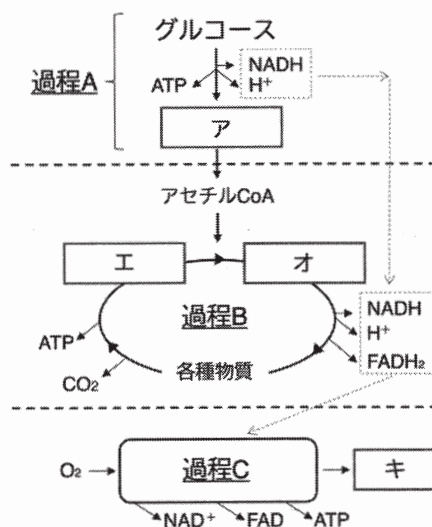 グルコース
NADH
H⁺
ATP
過程A
ア
アセチルCoA
エ
オ
過程B
NADH
H⁺
FADH₂
ATP
CO₂
各種物質
O₂
過程C
キ
NAD⁺
FAD
ATP